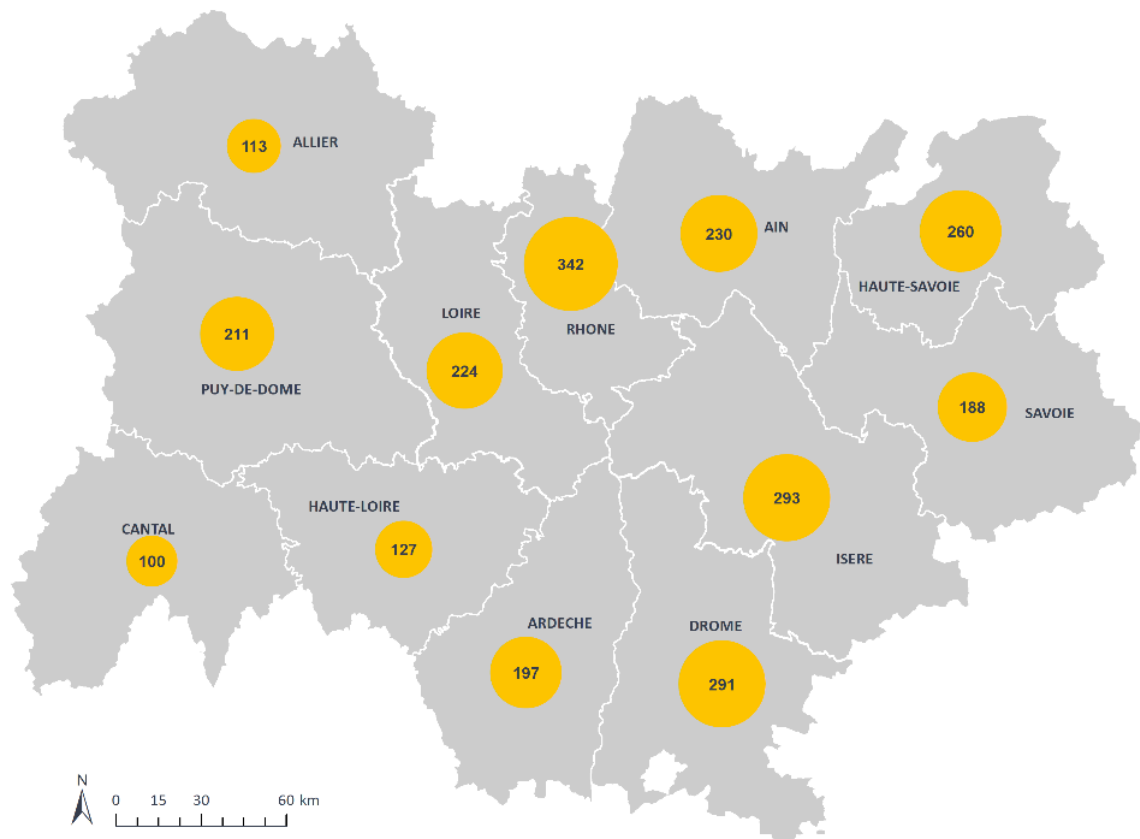 113 ALLIER
230 AIN
260
HAUTE-SAVOIE
342
RHONE
LOIRE
224
211
PUY-DE-DOME
188 SAVOIE
293
ISERE
HAUTE-LOIRE
127
CANTAL
100
ARDECHE
197
DROME
291
N
0 15 30 60 km